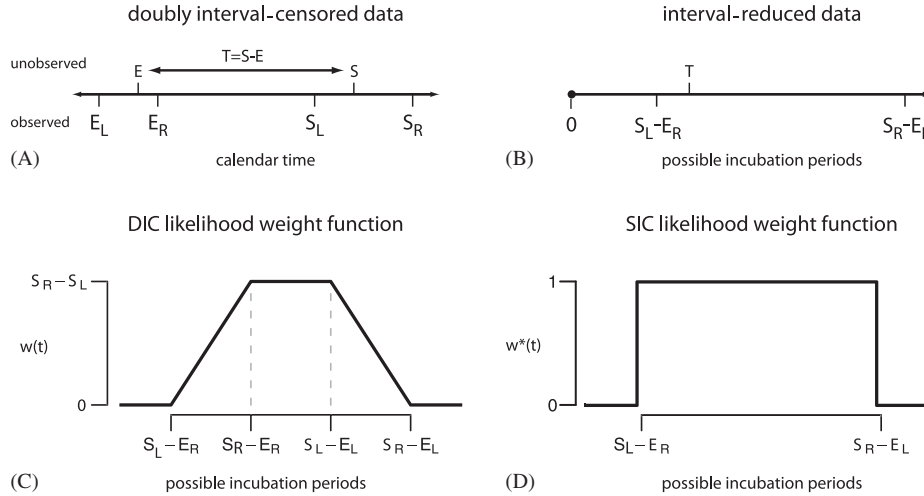 doubly interval-censored data
unobserved
E
T=S-E
S
observed
E_L
E_R
S_L
S_R
(A)
calendar time
interval-reduced data
T
0
S_L-E_R
S_R-E_L
(B)
possible incubation periods
DIC likelihood weight function
S_R-S_L
w(t)
0
S_L-E_R
S_R-E_R
S_L-E_L
S_R-E_L
(C)
possible incubation periods
SIC likelihood weight function
1
w*(t)
0
S_L-E_R
S_R-E_L
(D)
possible incubation periods